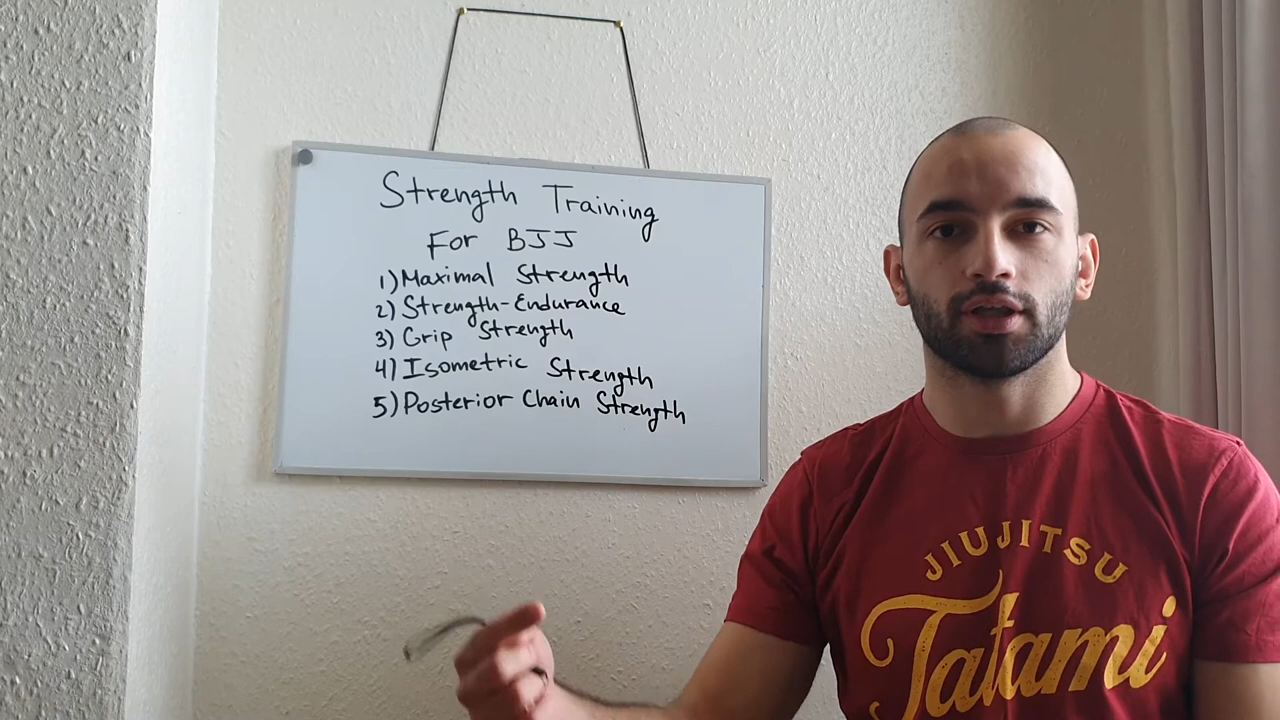 Strength Training
For BJJ
1) Maximal Strength
2) Strength-Endurance
3) Grip Strength
4) Isometric Strength
5) Posterior Chain Strength
JIUJITSU
Tatami